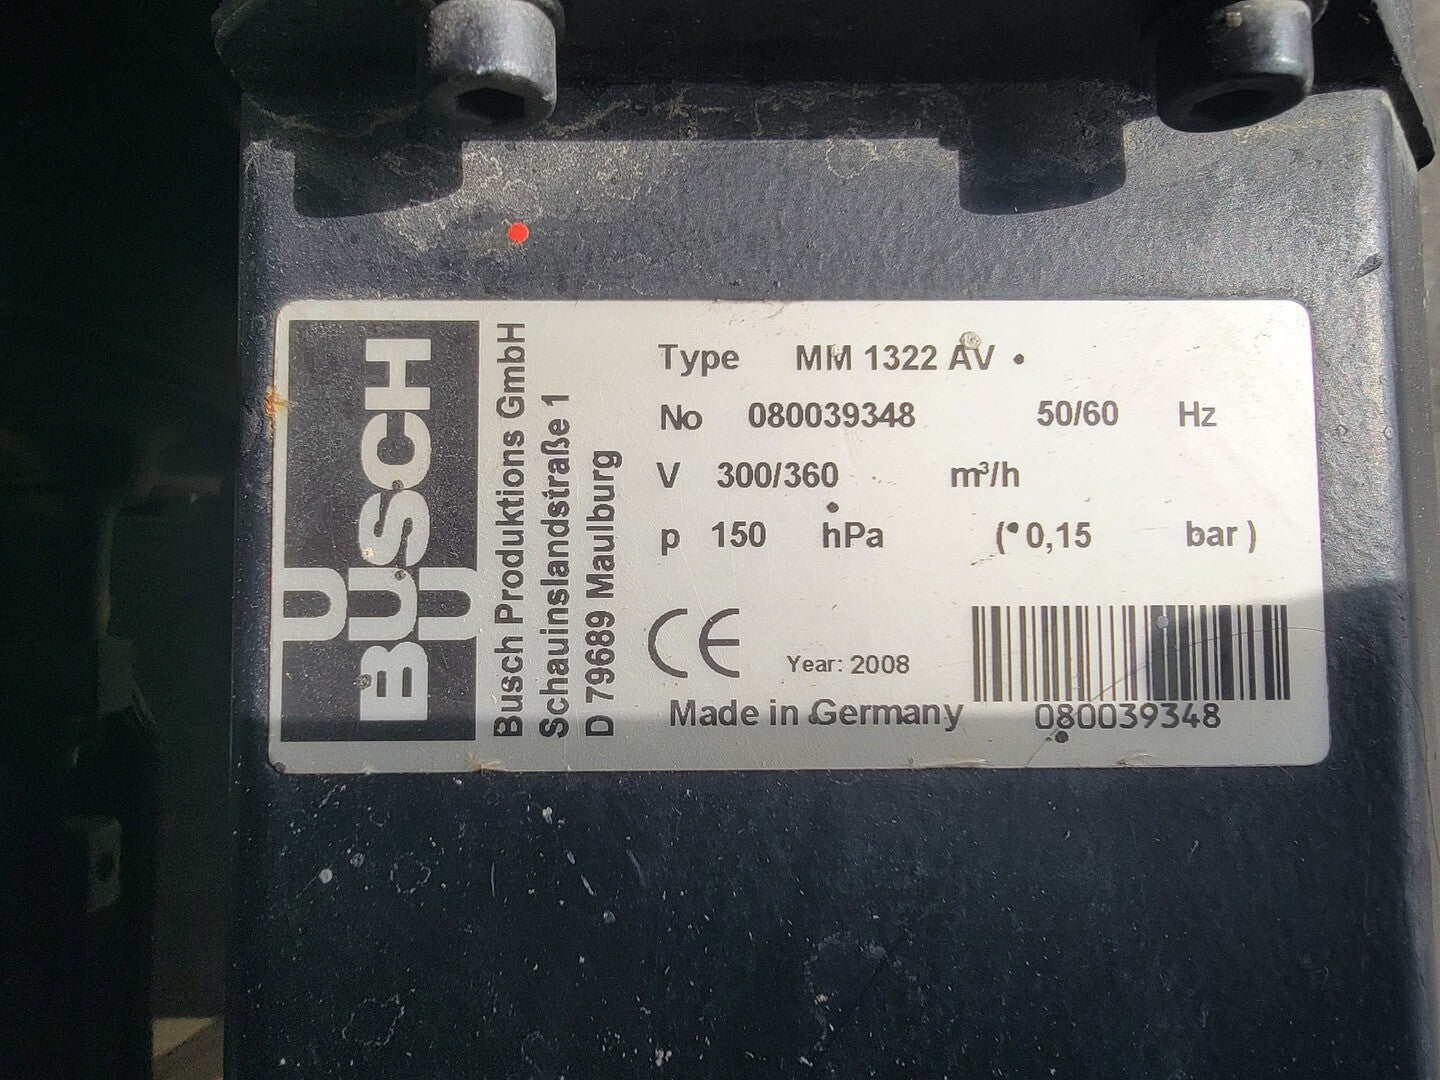 BUSCH
Busch Produktions GmbH
Schauinslandstraße 1
D 79689 Maulburg
Type MM 1322 AV
No 080039348 50/60 Hz
V 300/360 m³/h
p 150 hPa ( 0,15 bar )
CE Year: 2008
Made in Germany
080039348